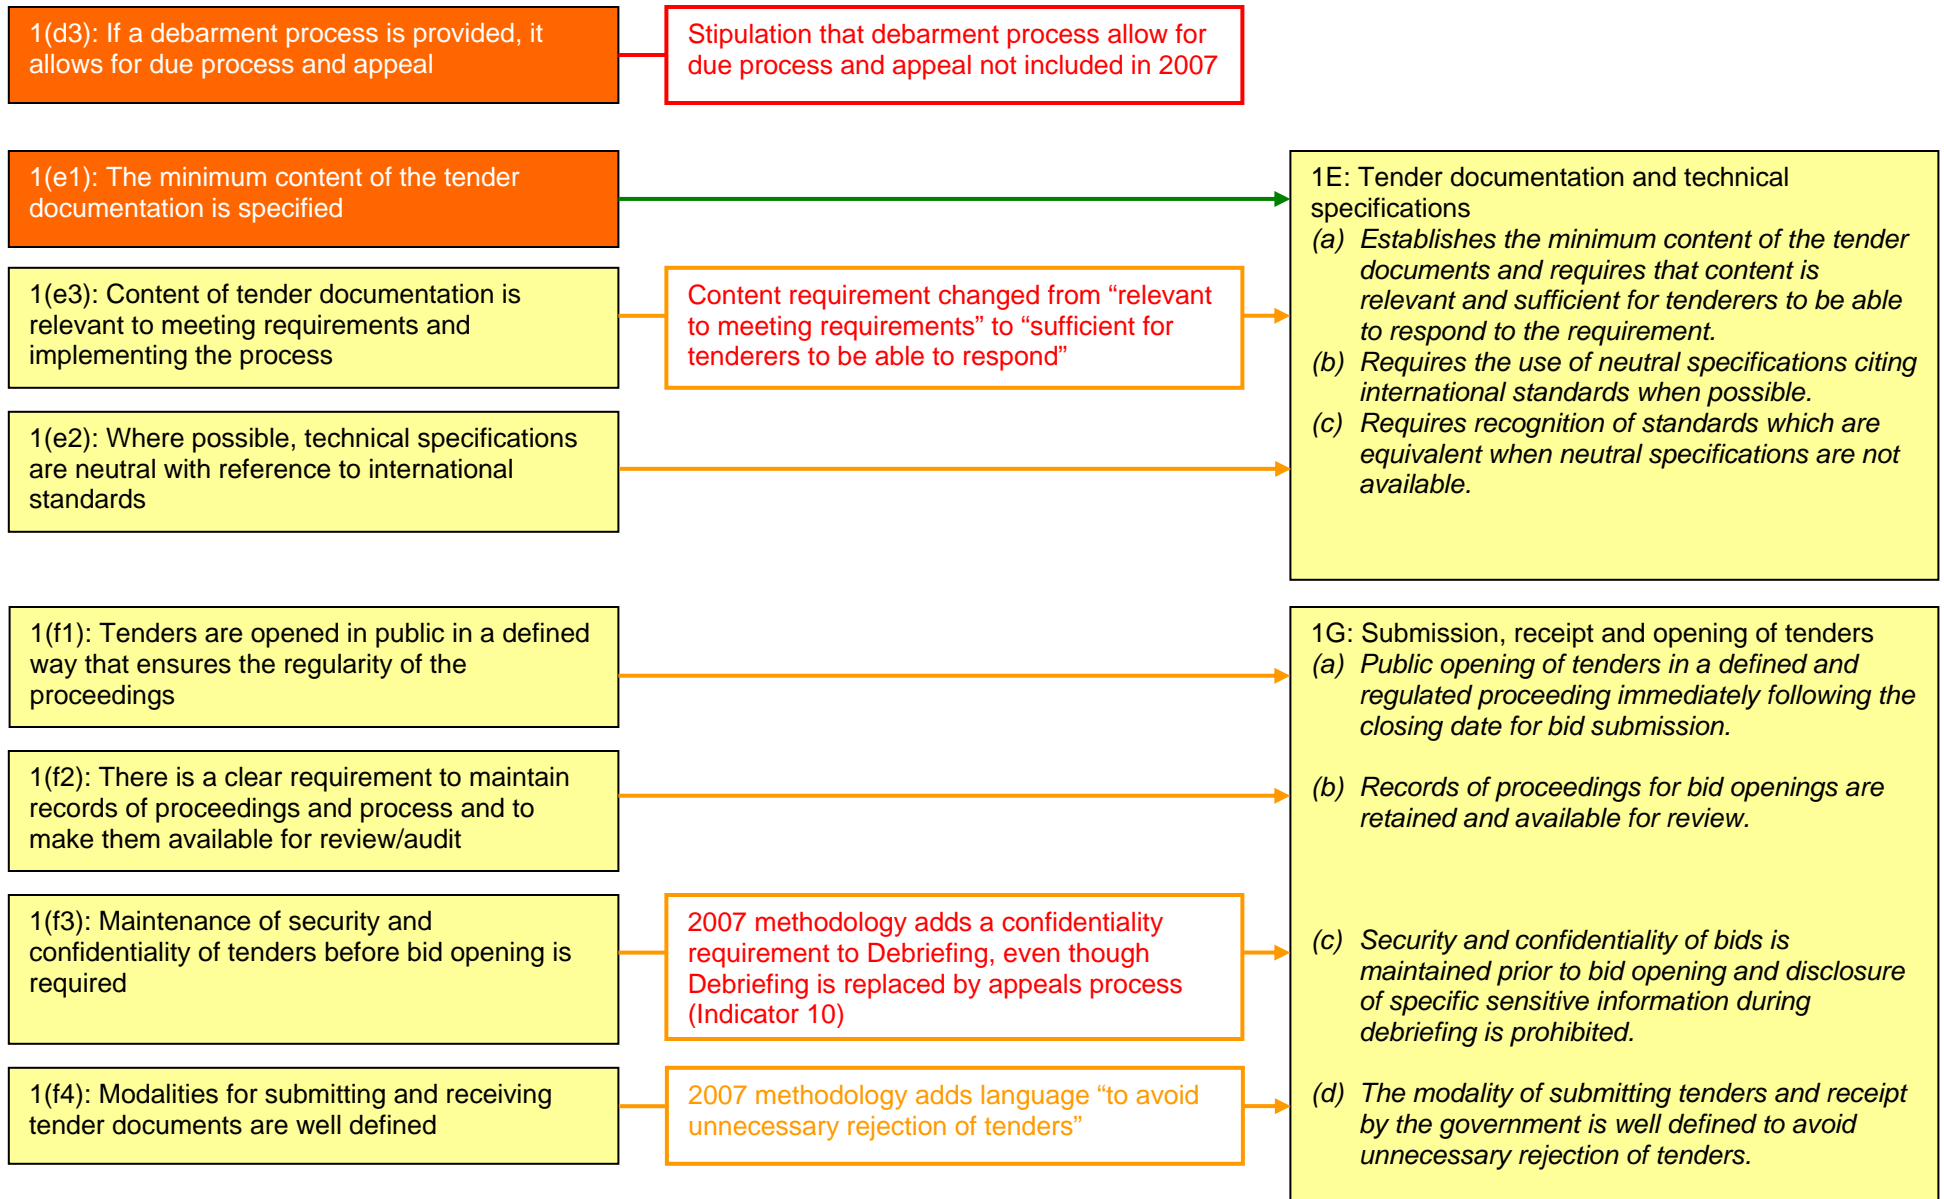 1(d3): If a debarment process is provided, it
allows for due process and appeal
Stipulation that debarment process allow for
due process and appeal not included in 2007
1(e1): The minimum content of the tender
documentation is specified
1(e3): Content of tender documentation is
relevant to meeting requirements and
implementing the process
Content requirement changed from “relevant
to meeting requirements” to “sufficient for
tenderers to be able to respond”
1(e2): Where possible, technical specifications
are neutral with reference to international
standards
1E: Tender documentation and technical
specifications
(a) Establishes the minimum content of the tender
documents and requires that content is
relevant and sufficient for tenderers to be able
to respond to the requirement.
(b) Requires the use of neutral specifications citing
international standards when possible.
(c) Requires recognition of standards which are
equivalent when neutral specifications are not
available.
1(f1): Tenders are opened in public in a defined
way that ensures the regularity of the
proceedings
1(f2): There is a clear requirement to maintain
records of proceedings and process and to
make them available for review/audit
1(f3): Maintenance of security and
confidentiality of tenders before bid opening is
required
2007 methodology adds a confidentiality
requirement to Debriefing, even though
Debriefing is replaced by appeals process
(Indicator 10)
1(f4): Modalities for submitting and receiving
tender documents are well defined
2007 methodology adds language “to avoid
unnecessary rejection of tenders”
1G: Submission, receipt and opening of tenders
(a) Public opening of tenders in a defined and
regulated proceeding immediately following the
closing date for bid submission.
(b) Records of proceedings for bid openings are
retained and available for review.
(c) Security and confidentiality of bids is
maintained prior to bid opening and disclosure
of specific sensitive information during
debriefing is prohibited.
(d) The modality of submitting tenders and receipt
by the government is well defined to avoid
unnecessary rejection of tenders.